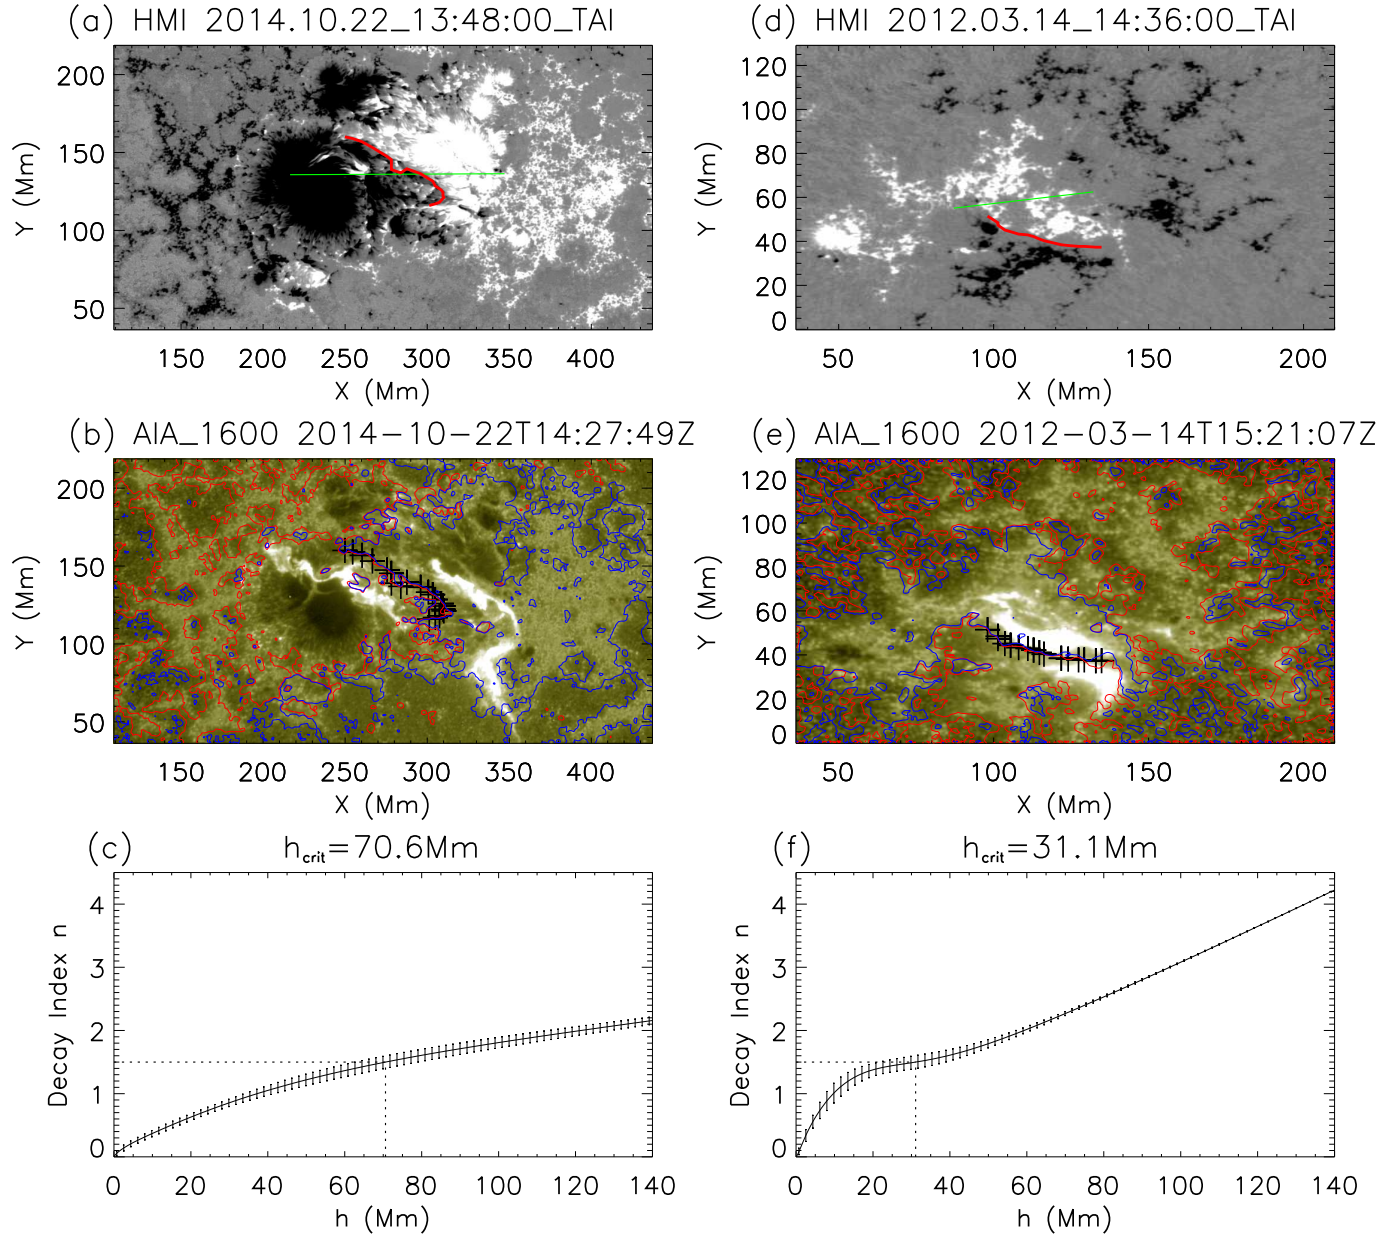 (a) HMI 2014.10.22_13:48:00_TAI
200
150
100
50
Y (Mm)
150 200 250 300 350 400
X (Mm)
(d) HMI 2012.03.14_14:36:00_TAI
120
100
80
60
40
20
0
Y (Mm)
50 100 150 200
X (Mm)
(b) AIA_1600 2014-10-22T14:27:49Z
200
150
100
50
Y (Mm)
150 200 250 300 350 400
X (Mm)
(e) AIA_1600 2012-03-14T15:21:07Z
120
100
80
60
40
20
0
Y (Mm)
50 100 150 200
X (Mm)
(c) hcrit=70.6Mm
4
3
2
1
0
Decay Index n
0 20 40 60 80 100 120 140
h (Mm)
(f) hcrit=31.1Mm
4
3
2
1
0
Decay Index n
0 20 40 60 80 100 120 140
h (Mm)